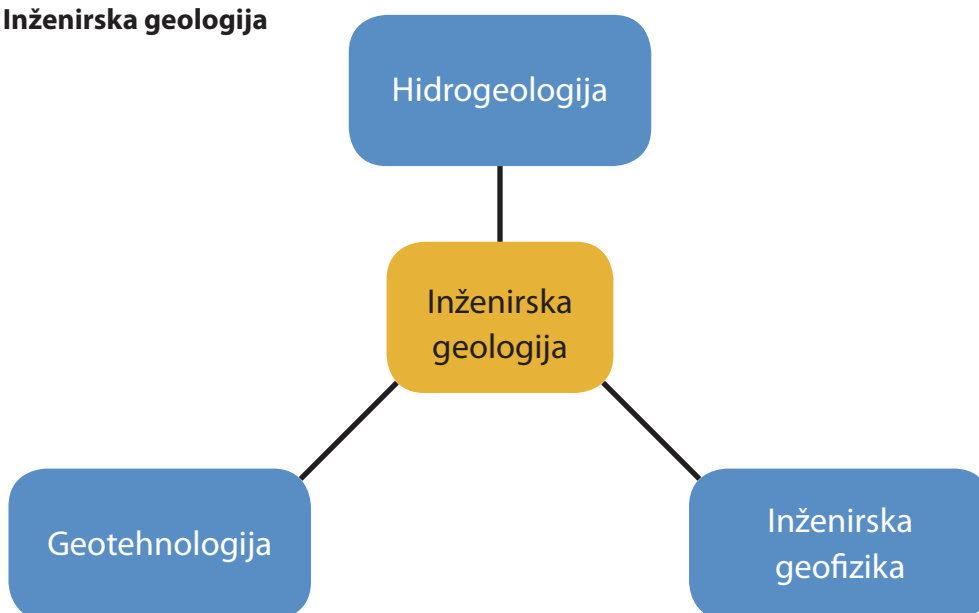 Inženirska geologija
Hidrogeologija
Inženirska
geologija
Geotehnologija
Inženirska
geofizika